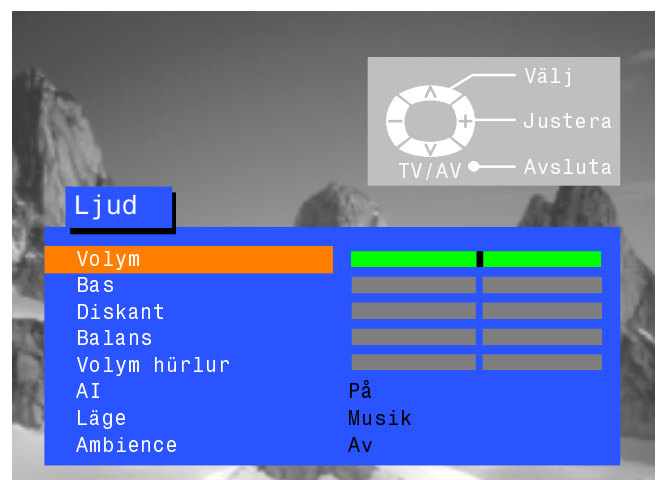 Välj
Justera
TV/AV Avsluta
Ljud
Volym
Bas
Diskant
Balans
Volym hürlur
AI På
Läge Musik
Ambience Av